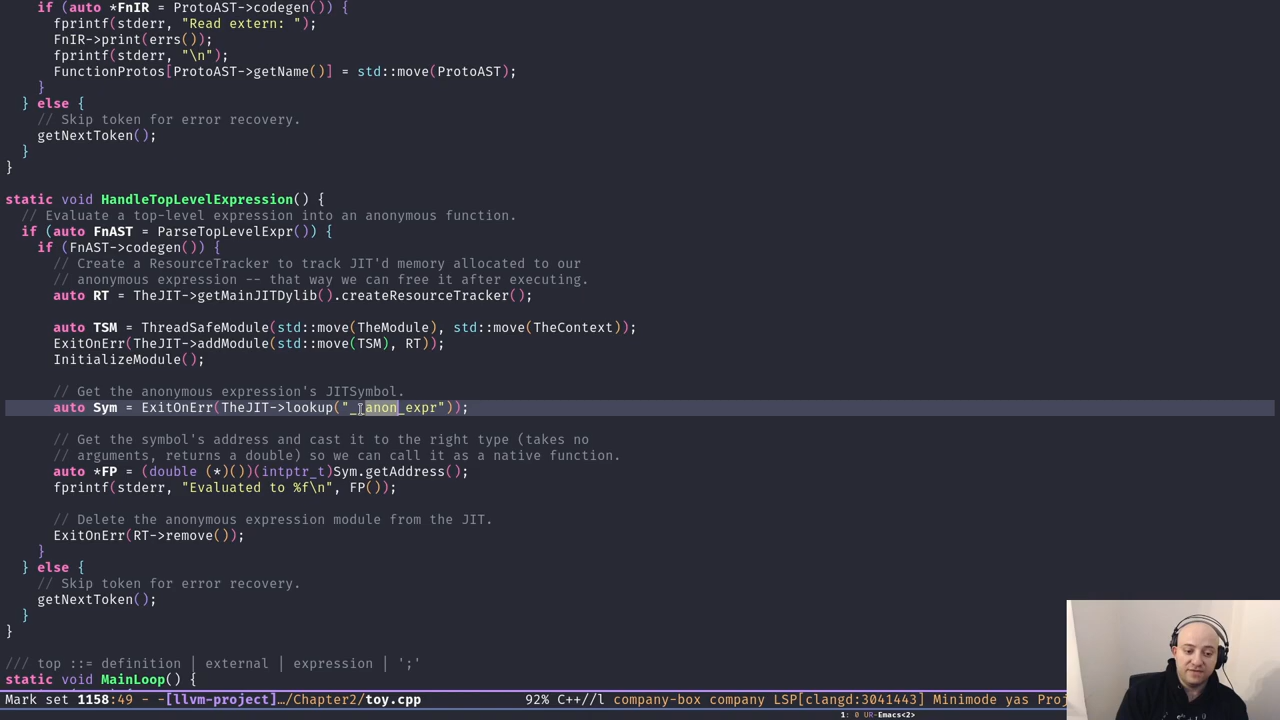 if (auto *FnIR = ProtoAST->codegen()) {
fprintf(stderr, "Read extern: ");
FnIR->print(errs());
fprintf(stderr, "\n");
FunctionProtos[ProtoAST->getName()] = std::move(ProtoAST);
}
} else {
// Skip token for error recovery.
getNextToken();
}
}
static void HandleTopLevelExpression() {
// Evaluate a top-level expression into an anonymous function.
if (auto FnAST = ParseTopLevelExpr()) {
if (FnAST->codegen()) {
// Create a ResourceTracker to track JIT'd memory allocated to our
// anonymous expression -- that way we can free it after executing.
auto RT = TheJIT->getMainJITDylib().createResourceTracker();
auto TSM = ThreadSafeModule(std::move(TheModule), std::move(TheContext));
ExitOnErr(TheJIT->addModule(std::move(TSM), RT));
InitializeModule();
// Get the anonymous expression's JITSymbol.
auto Sym = ExitOnErr(TheJIT->lookup("__anon_expr"));
// Get the symbol's address and cast it to the right type (takes no
// arguments, returns a double) so we can call it as a native function.
auto *FP = (double (*)())(intptr_t)Sym.getAddress();
fprintf(stderr, "Evaluated to %f\n", FP());
// Delete the anonymous expression module from the JIT.
ExitOnErr(RT->remove());
}
} else {
// Skip token for error recovery.
getNextToken();
}
}
/// top ::= definition | external | expression | ';'
static void MainLoop() {
Mark set 1158:49 - -[llvm-project]…/Chapter2/toy.cpp 92% C++//l company-box company LSP[clangd:3041443] Minimode yas Proj
1: 0 UR-Emacs<2>